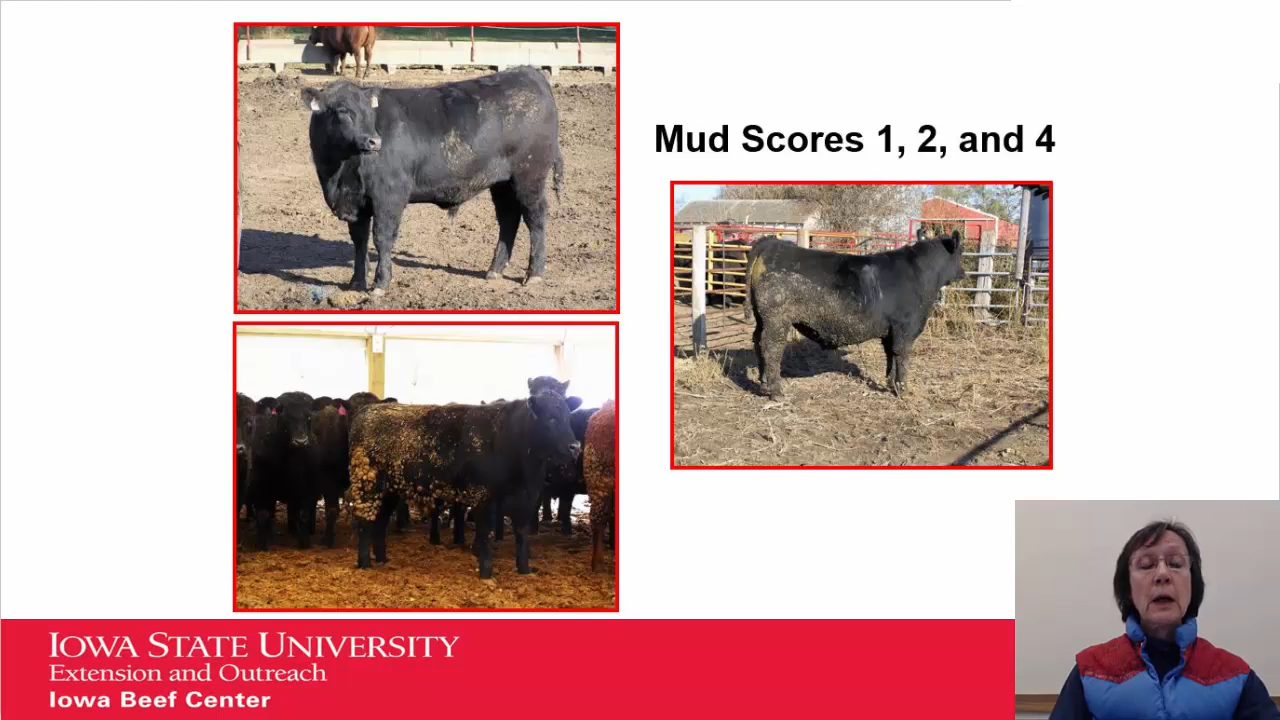 Mud Scores 1, 2, and 4
IOWA STATE UNIVERSITY
Extension and Outreach
Iowa Beef Center